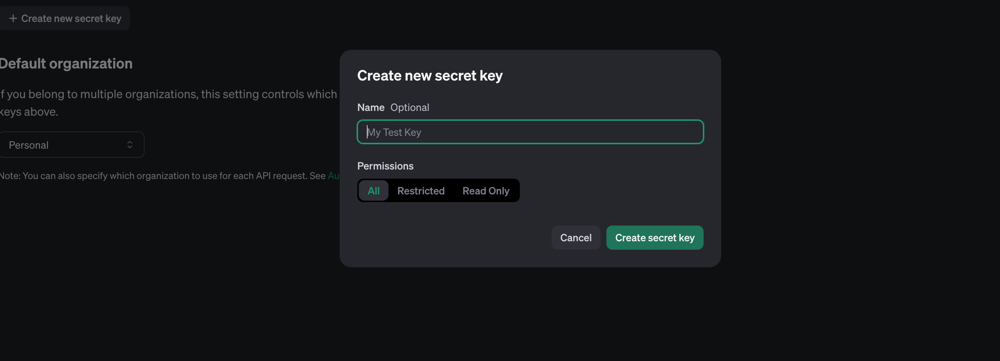 Create new secret key
Default organization
f you belong to multiple organizations, this setting controls which
keys above.
Personal
Note: You can also specify which organization to use for each API request. See Au
Create new secret key
Name Optional
My Test Key
Permissions
All Restricted Read Only
Cancel Create secret key